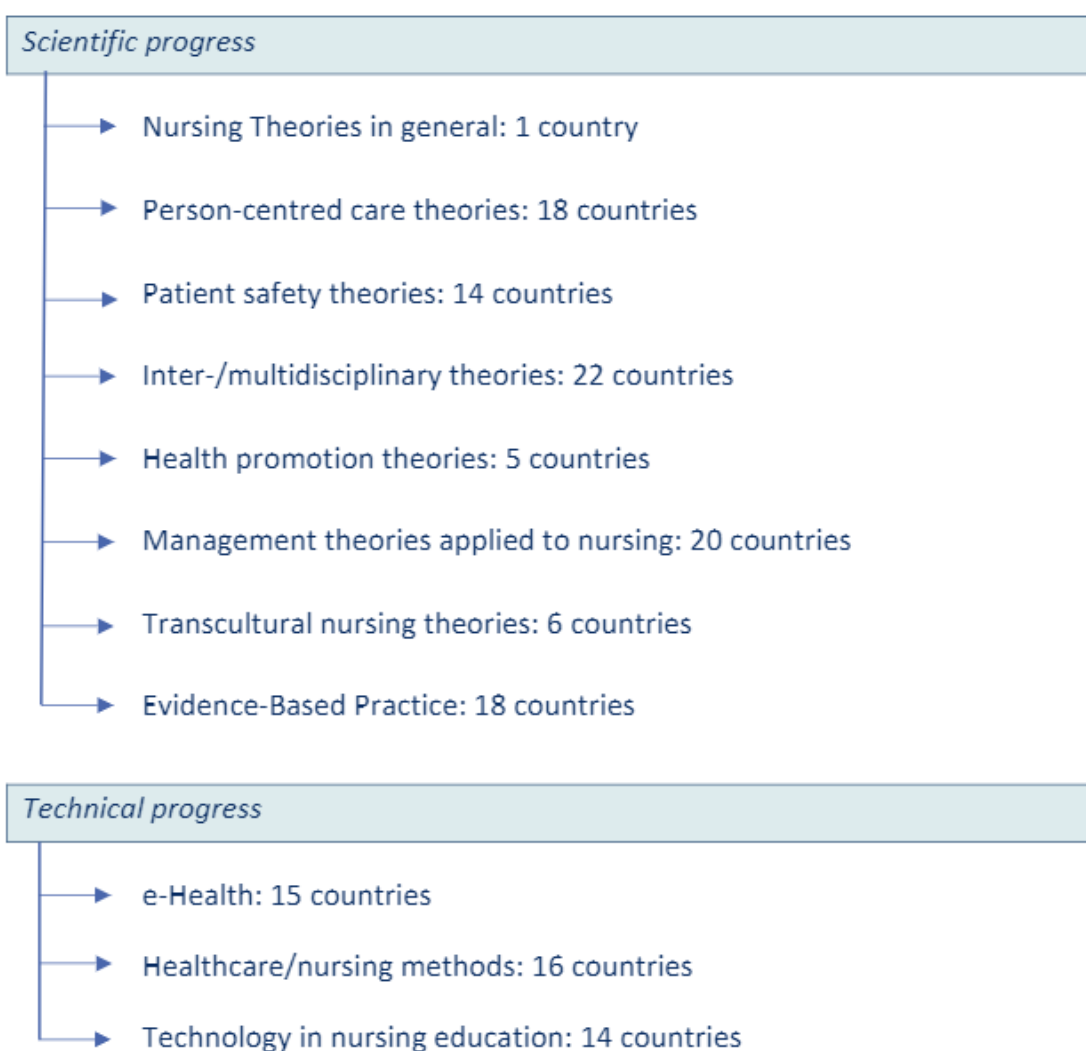 Scientific progress
Nursing Theories in general: 1 country
Person-centred care theories: 18 countries
Patient safety theories: 14 countries
Inter-/multidisciplinary theories: 22 countries
Health promotion theories: 5 countries
Management theories applied to nursing: 20 countries
Transcultural nursing theories: 6 countries
Evidence-Based Practice: 18 countries
Technical progress
e-Health: 15 countries
Healthcare/nursing methods: 16 countries
Technology in nursing education: 14 countries